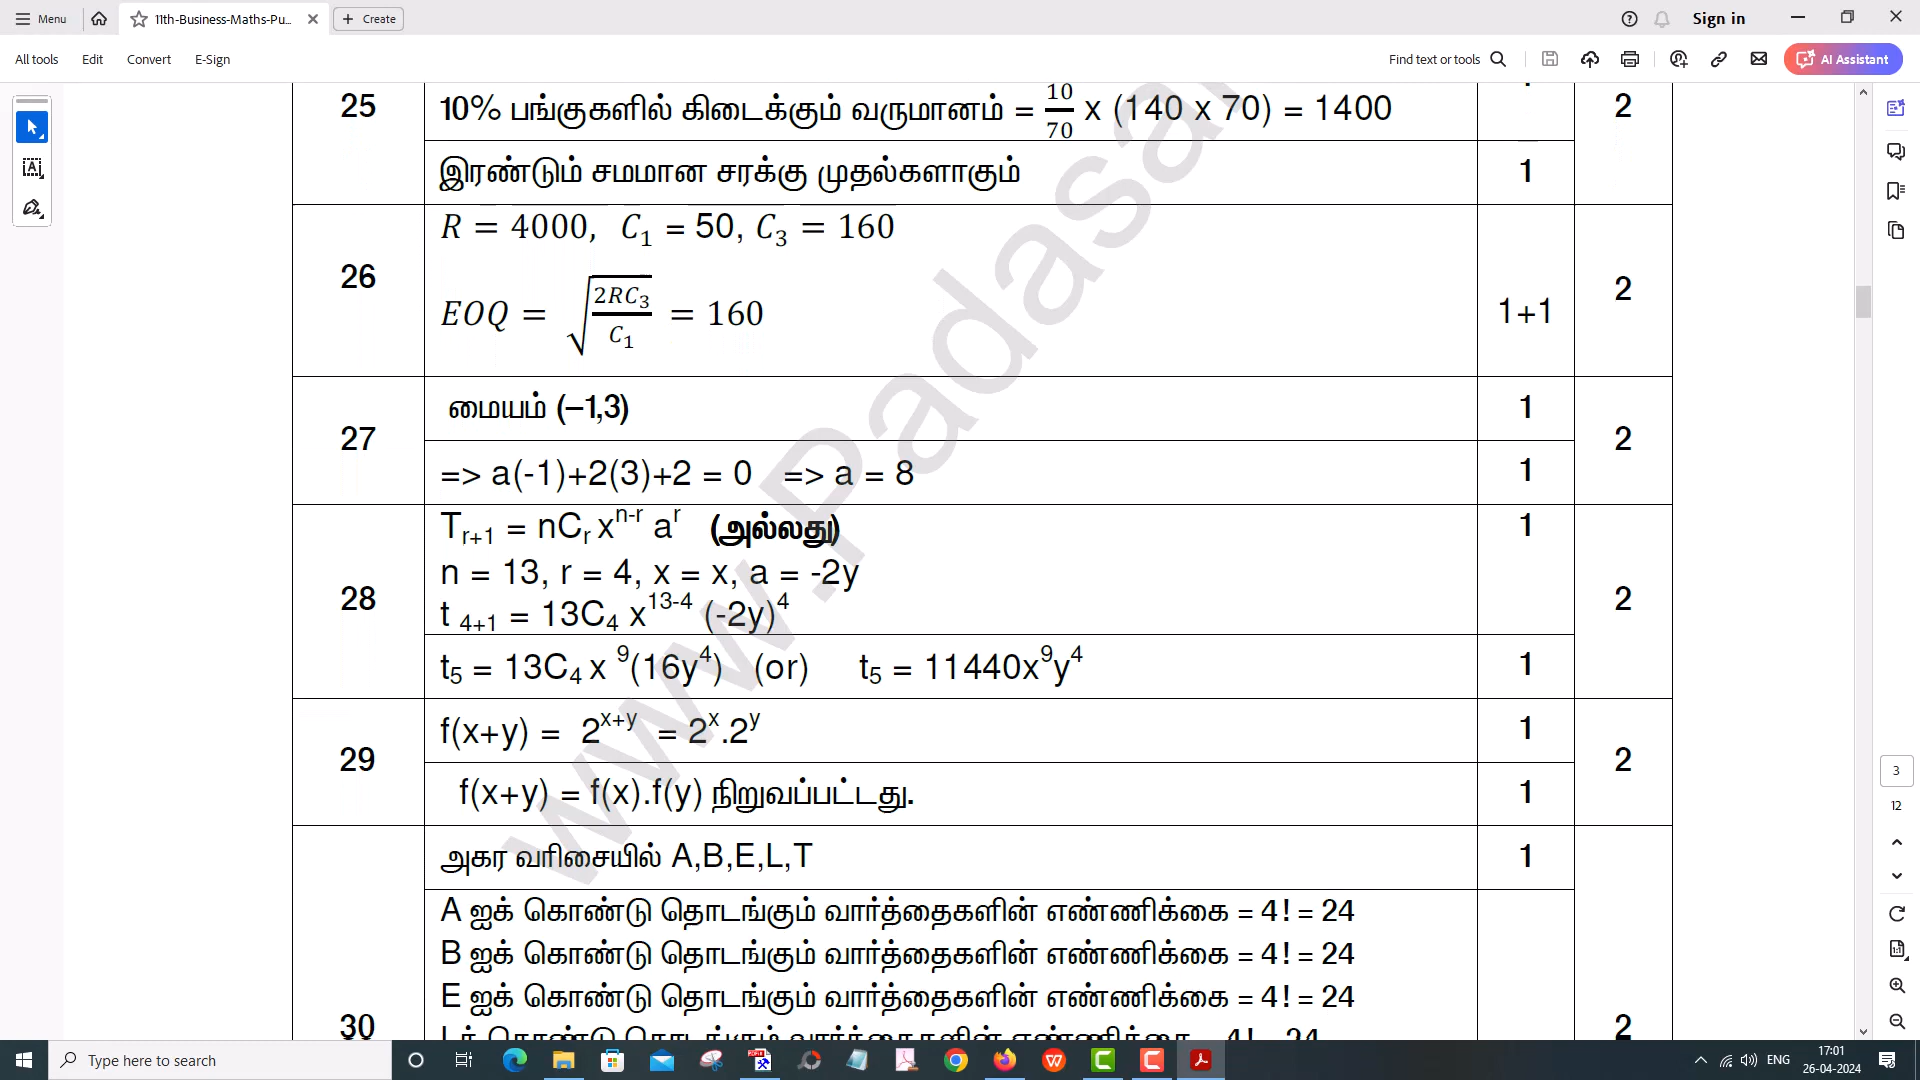 Menu
11th-Business-Maths-Pu...
Create
Sign in
All tools Edit Convert E-Sign
Find text or tools
AI Assistant
25
10% பங்குகளில் கிடைக்கும் வருமானம் = 10/70 x (140 x 70) = 1400
2
இரண்டும் சமமான சரக்கு முதல்களாகும்
1
26
R = 4000, C₁ = 50, C₃ = 160
EOQ = √(2RC₃/C₁) = 160
1+1
2
27
மையம் (–1,3)
1
2
=> a(-1)+2(3)+2 = 0 => a = 8
1
28
Tᵣ₊₁ = nCᵣ xⁿ⁻ʳ aʳ (அல்லது)
1
n = 13, r = 4, x = x, a = -2y
t ₄₊₁ = 13C₄ x¹³⁻⁴ (-2y)⁴
2
t₅ = 13C₄ x ⁹(16y⁴) (or) t₅ = 11440x⁹y⁴
1
29
f(x+y) = 2^(x+y) = 2^x.2^y
1
2
f(x+y) = f(x).f(y) நிறுவப்பட்டது.
1
30
அகர வரிசையில் A,B,E,L,T
1
A ஐக் கொண்டு தொடங்கும் வார்த்தைகளின் எண்ணிக்கை = 4! = 24
B ஐக் கொண்டு தொடங்கும் வார்த்தைகளின் எண்ணிக்கை = 4! = 24
E ஐக் கொண்டு தொடங்கும் வார்த்தைகளின் எண்ணிக்கை = 4! = 24
2
www.Padasa
3
12
Type here to search
ENG
17:01
26-04-2024